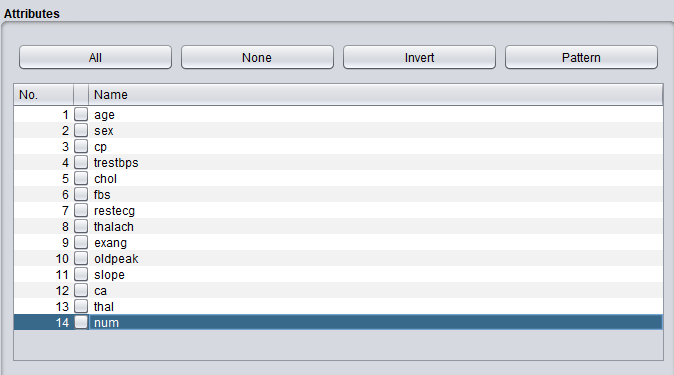 Attributes
All None Invert Pattern
No. Name
1 age
2 sex
3 cp
4 trestbps
5 chol
6 fbs
7 restecg
8 thalach
9 exang
10 oldpeak
11 slope
12 ca
13 thal
14 num